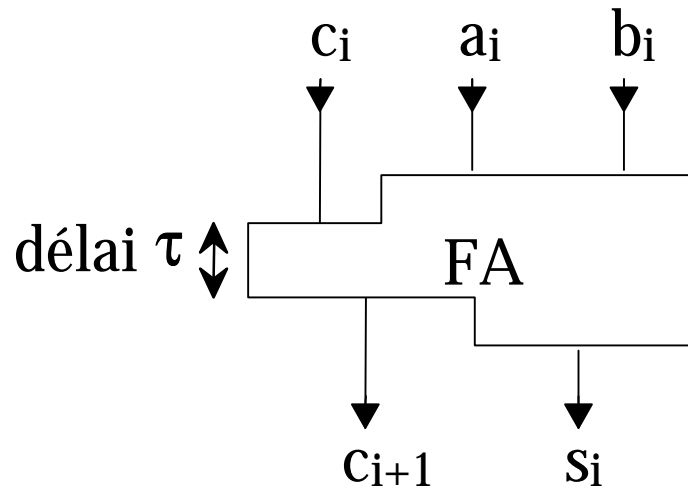 cᵢ aᵢ bᵢ
délai τ
FA
cᵢ₊₁ sᵢ